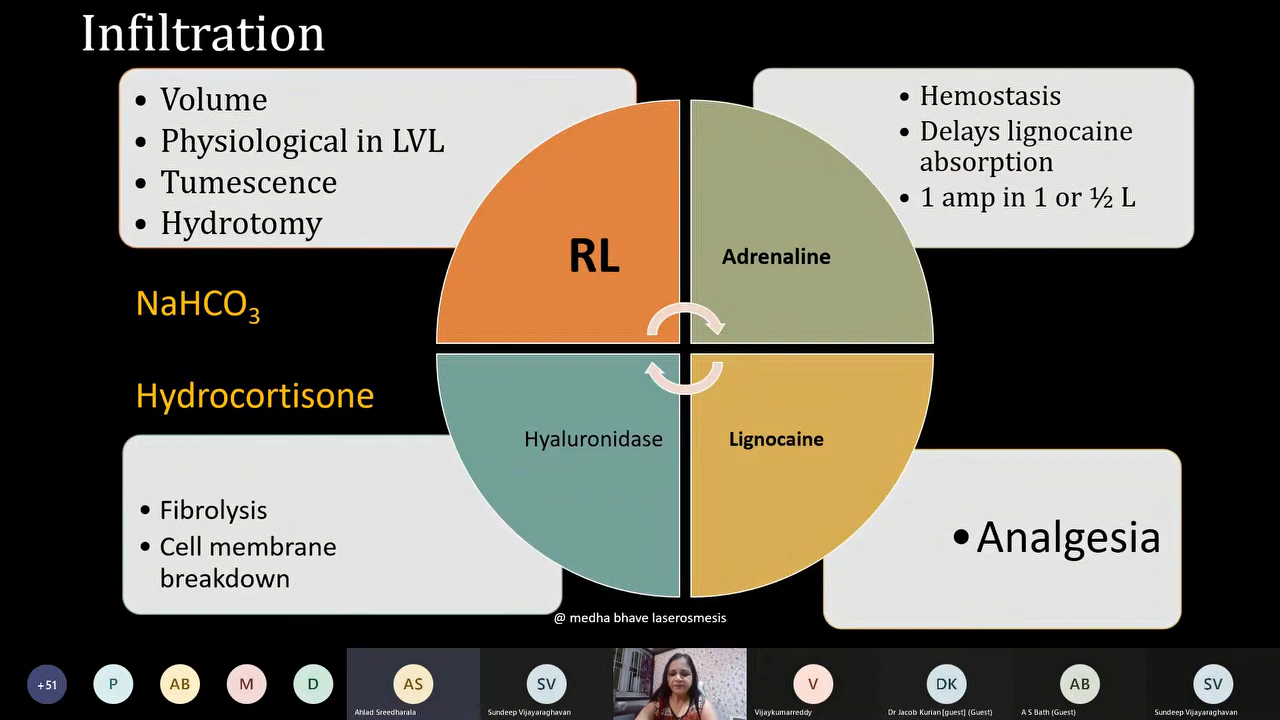 Infiltration
• Volume
• Physiological in LVL
• Tumescence
• Hydrotomy
• Hemostasis
• Delays lignocaine
absorption
• 1 amp in 1 or ½ L
RL
Adrenaline
NaHCO₃
Hydrocortisone
Hyaluronidase
Lignocaine
• Fibrolysis
• Cell membrane
breakdown
•Analgesia
@ medha bhave laserosmesis
+51
P
AB
M
D
AS
Ahlad Sreedharala
SV
Sundeep Vijayaraghavan
V
Vijaykumarreddy
DK
Dr Jacob Kurian[guest] (Guest)
AB
A S Bath (Guest)
SV
Sundeep Vijayaraghavan